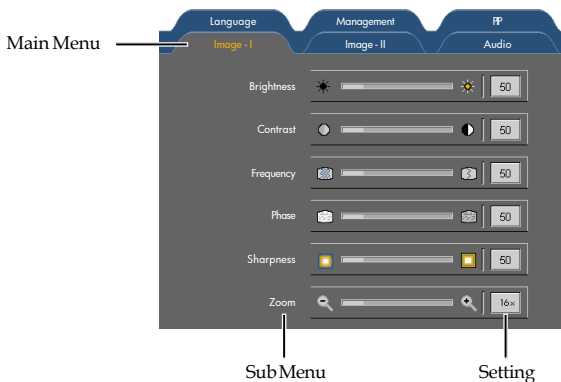 Language Management PIP
Main Menu
Image - I Image - II Audio
Brightness 50
Contrast 50
Frequency 50
Phase 50
Sharpness 50
Zoom 16x
Sub Menu Setting